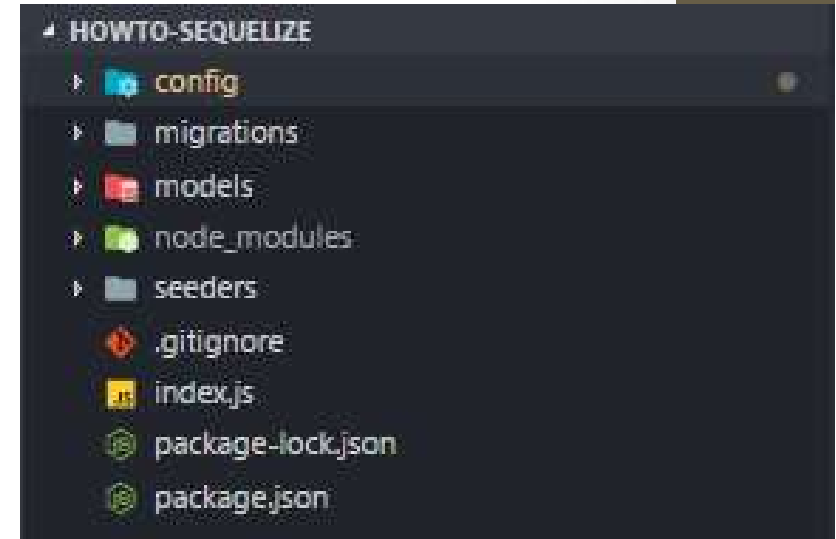 HOWTO-SEQUELIZE
config
migrations
models
node_modules
seeders
.gitignore
index.js
package-lock.json
package.json